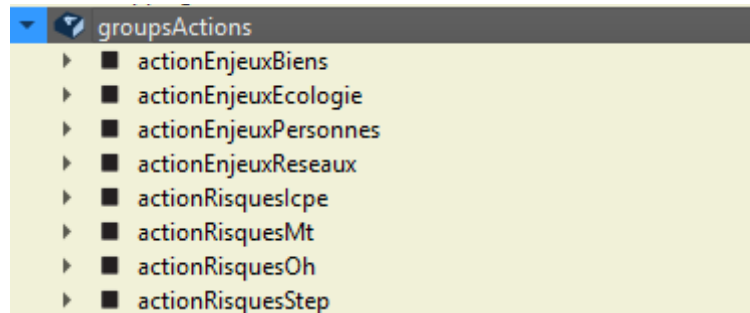 groupsActions
actionEnjeuxBiens
actionEnjeuxEcologie
actionEnjeuxPersonnes
actionEnjeuxReseaux
actionRisquesIcpe
actionRisquesMt
actionRisquesOh
actionRisquesStep